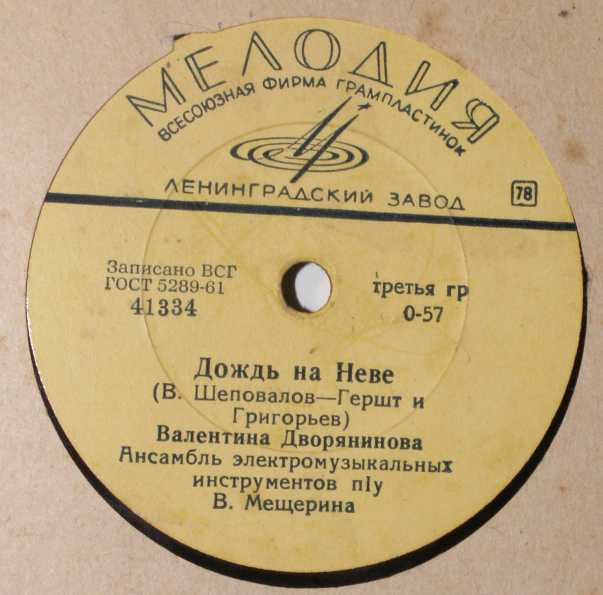 МЕЛОДИЯ
ВСЕСОЮЗНАЯ ФИРМА ГРАМПЛАСТИНОК
ЛЕНИНГРАДСКИЙ ЗАВОД
78
Записано ВСГ
ГОСТ 5289-61
41334
третья гр
0-57
Дождь на Неве
(В. Шеповалов—Гершт и
Григорьев)
Валентина Дворянинова
Ансамбль электромузыкальных
инструментов п/у
В. Мещерина